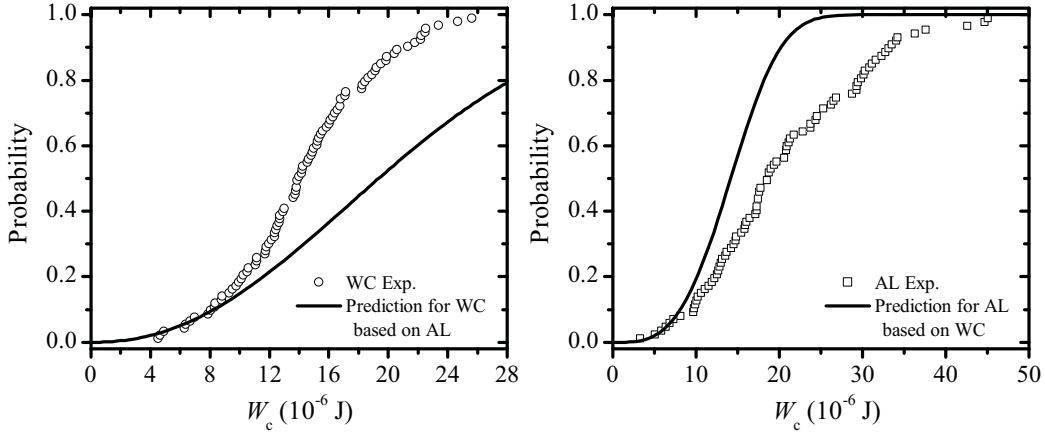 1.0
0.8
0.6
0.4
0.2
0.0
Probability
WC Exp.
Prediction for WC
based on AL
0 4 8 12 16 20 24 28
W_c (10^-6 J)
1.0
0.8
0.6
0.4
0.2
0.0
Probability
AL Exp.
Prediction for AL
based on WC
0 10 20 30 40 50
W_c (10^-6 J)